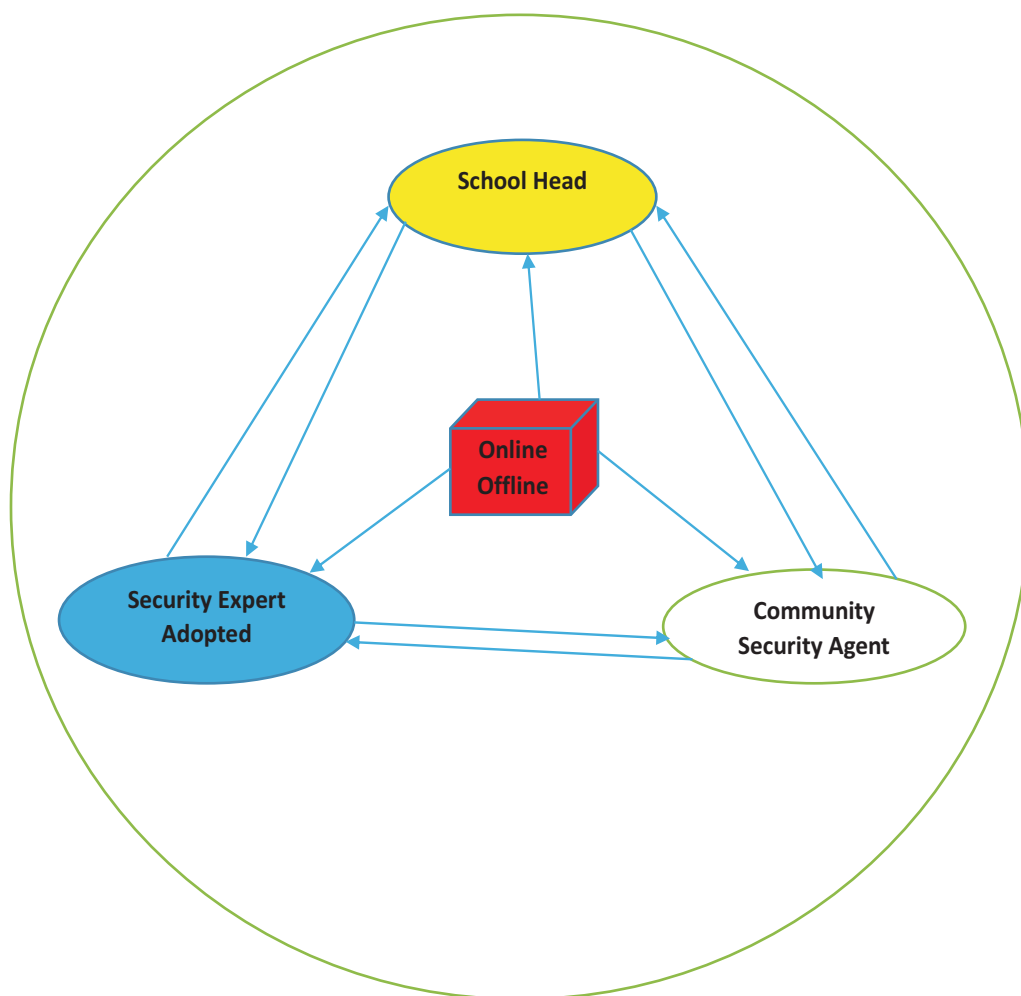 School Head
Online
Offline
Security Expert
Adopted
Community
Security Agent